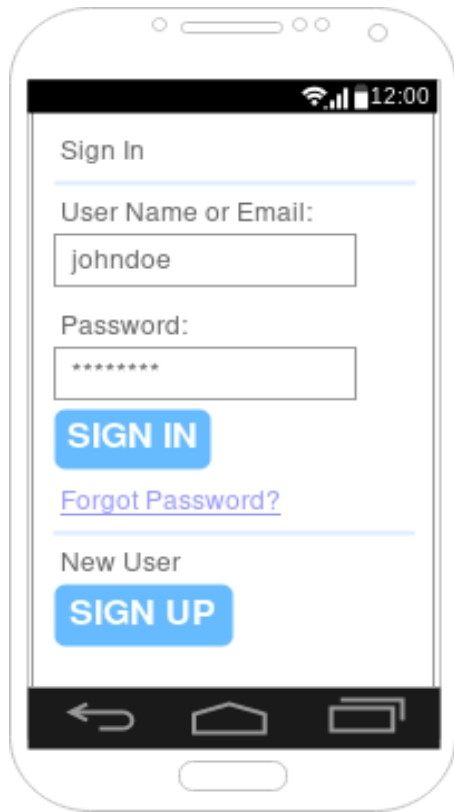 12:00
Sign In
User Name or Email:
johndoe
Password:
********
SIGN IN
Forgot Password?
New User
SIGN UP